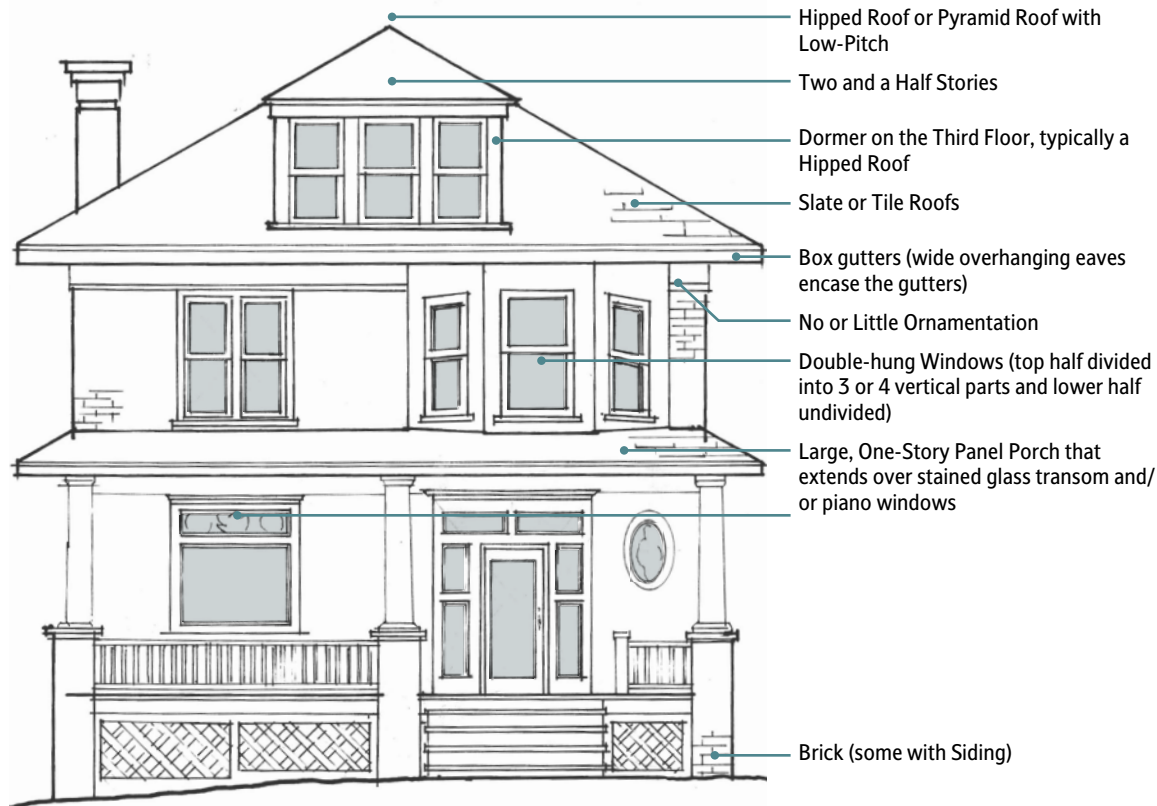 Hipped Roof or Pyramid Roof with
Low-Pitch
Two and a Half Stories
Dormer on the Third Floor, typically a
Hipped Roof
Slate or Tile Roofs
Box gutters (wide overhanging eaves
encase the gutters)
No or Little Ornamentation
Double-hung Windows (top half divided
into 3 or 4 vertical parts and lower half
undivided)
Large, One-Story Panel Porch that
extends over stained glass transom and/
or piano windows
Brick (some with Siding)